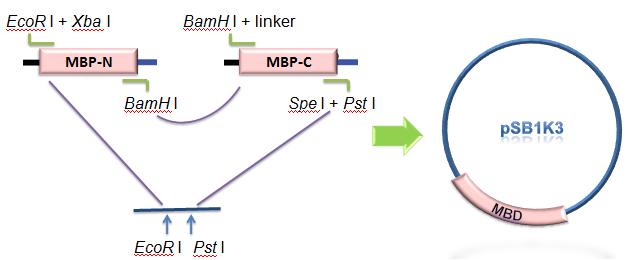 EcoR I + Xba I
BamH I + linker
MBP-N
MBP-C
BamH I
Spe I + Pst I
pSB1K3
MBD
EcoR I
Pst I